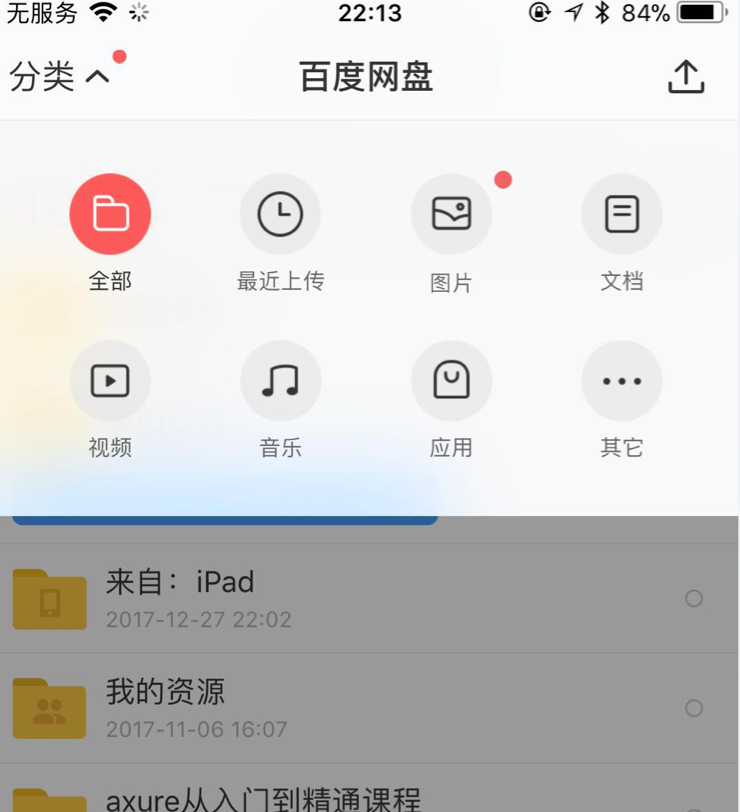 无服务 22:13 84%
分类 百度网盘
全部 最近上传 图片 文档
视频 音乐 应用 其它
来自：iPad
2017-12-27 22:02
我的资源
2017-11-06 16:07
axure从入门到精通课程